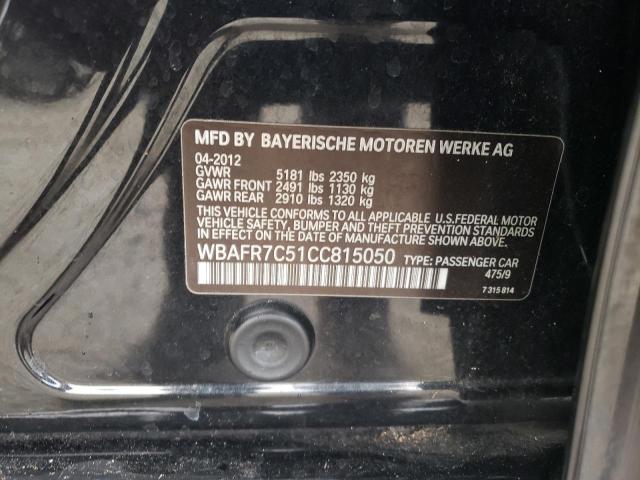 MFD BY BAYERISCHE MOTOREN WERKE AG
04-2012
GVWR 5181 lbs 2350 kg
GAWR FRONT 2491 lbs 1130 kg
GAWR REAR 2910 lbs 1320 kg
THIS VEHICLE CONFORMS TO ALL APPLICABLE U.S.FEDERAL MOTOR
VEHICLE SAFETY, BUMPER AND THEFT PREVENTION STANDARDS
IN EFFECT ON THE DATE OF MANUFACTURE SHOWN ABOVE.
WBAFR7C51CC815050 TYPE: PASSENGER CAR
475/9
7 315 814